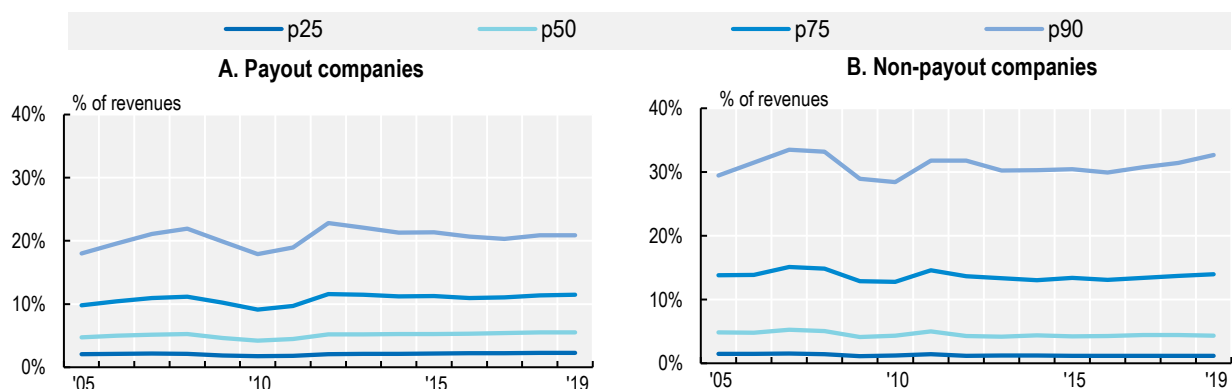 p25 p50 p75 p90
A. Payout companies
% of revenues
40%
30%
20%
10%
0%
'05 '10 '15 '19
B. Non-payout companies
% of revenues
40%
30%
20%
10%
0%
'05 '10 '15 '19